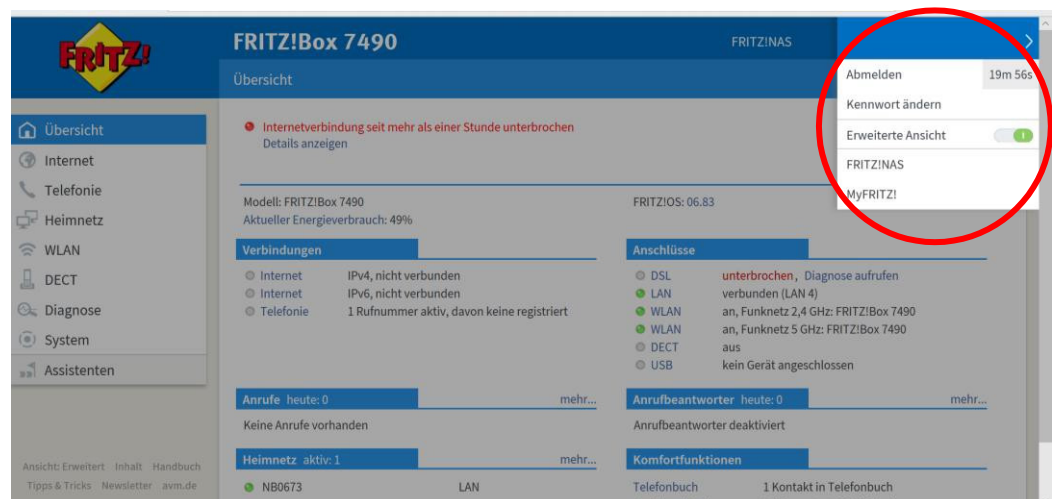 FRITZ!
FRITZ!Box 7490
FRITZ!NAS
Übersicht
Abmelden 19m 56s
Kennwort ändern
Erweiterte Ansicht
FRITZ!NAS
MyFRITZ!
Übersicht
Internet
Telefonie
Heimnetz
WLAN
DECT
Diagnose
System
Assistenten
Ansicht: Erweitert Inhalt Handbuch
Tipps & Tricks Newsletter avm.de
Internetverbindung seit mehr als einer Stunde unterbrochen
Details anzeigen
Modell: FRITZ!Box 7490
Aktueller Energieverbrauch: 49%
FRITZ!OS: 06.83
Verbindungen
Internet IPv4, nicht verbunden
Internet IPv6, nicht verbunden
Telefonie 1 Rufnummer aktiv, davon keine registriert
Anschlüsse
DSL unterbrochen, Diagnose aufrufen
LAN verbunden (LAN 4)
WLAN an, Funknetz 2,4 GHz: FRITZ!Box 7490
WLAN an, Funknetz 5 GHz: FRITZ!Box 7490
DECT aus
USB kein Gerät angeschlossen
Anrufe heute: 0 mehr...
Keine Anrufe vorhanden
Anrufbeantworter heute: 0 mehr...
Anrufbeantworter deaktiviert
Heimnetz aktiv: 1 mehr...
NB0673 LAN
Komfortfunktionen
Telefonbuch 1 Kontakt in Telefonbuch